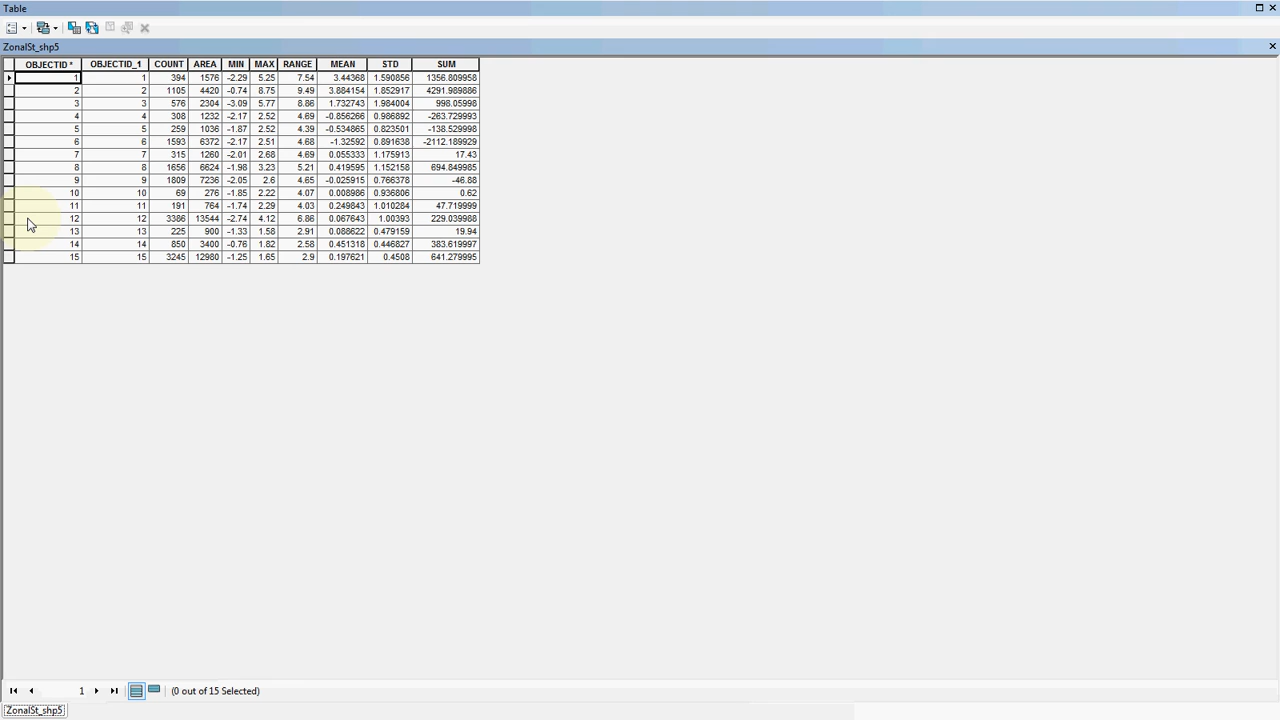 Table
ZonalSt_shp5
OBJECTID * OBJECTID_1 COUNT AREA MIN MAX RANGE MEAN STD SUM
1 1 394 1576 -2.29 5.25 7.54 3.44368 1.590856 1356.809958
2 2 1105 4420 -0.74 8.75 9.49 3.884154 1.852917 4291.989886
3 3 576 2304 -3.09 5.77 8.86 1.732743 1.984004 998.05998
4 4 308 1232 -2.17 2.52 4.69 -0.856266 0.986892 -263.729993
5 5 259 1036 -1.87 2.52 4.39 -0.534865 0.823501 -138.529998
6 6 1593 6372 -2.17 2.51 4.68 -1.32592 0.891638 -2112.189929
7 7 315 1260 -2.01 2.68 4.69 0.055333 1.175913 17.43
8 8 1656 6624 -1.98 3.23 5.21 0.419595 1.152158 694.849985
9 9 1809 7236 -2.05 2.6 4.65 -0.025915 0.766378 -46.88
10 10 69 276 -1.85 2.22 4.07 0.008986 0.936806 0.62
11 11 191 764 -1.74 2.29 4.03 0.249843 1.010284 47.719999
12 12 3386 13544 -2.74 4.12 6.86 0.067643 1.00393 229.039988
13 13 225 900 -1.33 1.58 2.91 0.088622 0.479159 19.94
14 14 850 3400 -0.76 1.82 2.58 0.451318 0.446827 383.619997
15 15 3245 12980 -1.25 1.65 2.9 0.197621 0.4508 641.279995
1 (0 out of 15 Selected)
ZonalSt_shp5